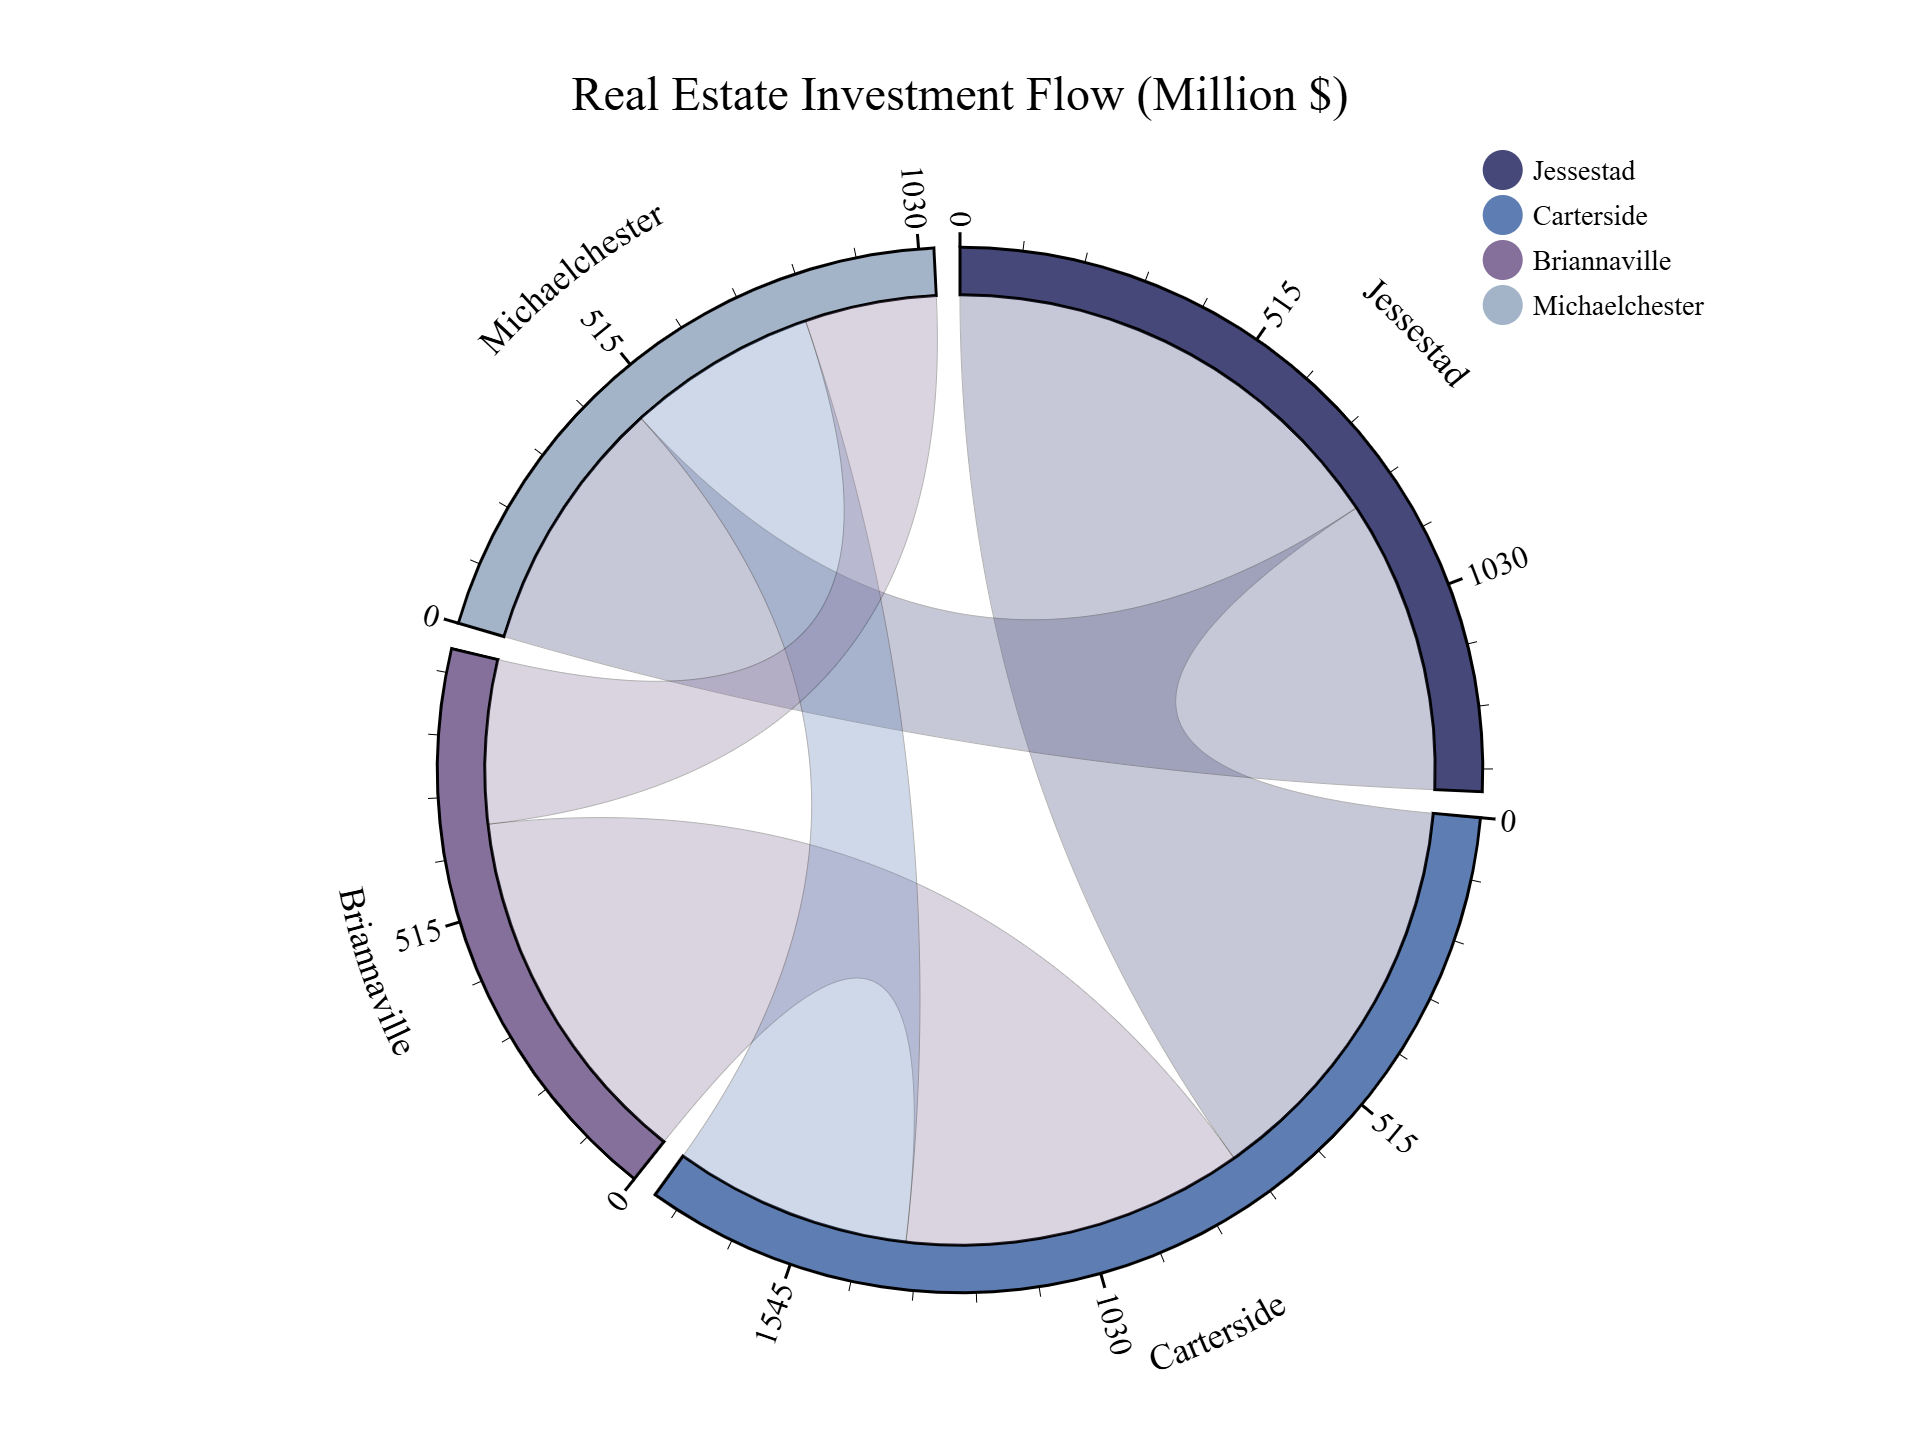 Real Estate Investment Flow (Million $)
Jessestad
Carterside
Briannaville
Michaelchester
0
515
1030
Jessestad
0
515
1030
1545
Carterside
0
515
Briannaville
0
515
1030
Michaelchester